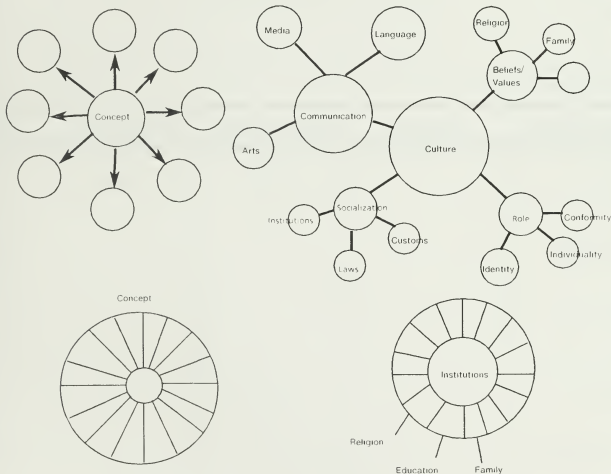 Concept
Media
Language
Communication
Arts
Culture
Religion
Family
Beliefs/
Values
Socialization
Institutions
Customs
Laws
Role
Conformity
Individuality
Identity
Concept
Institutions
Religion
Education
Family